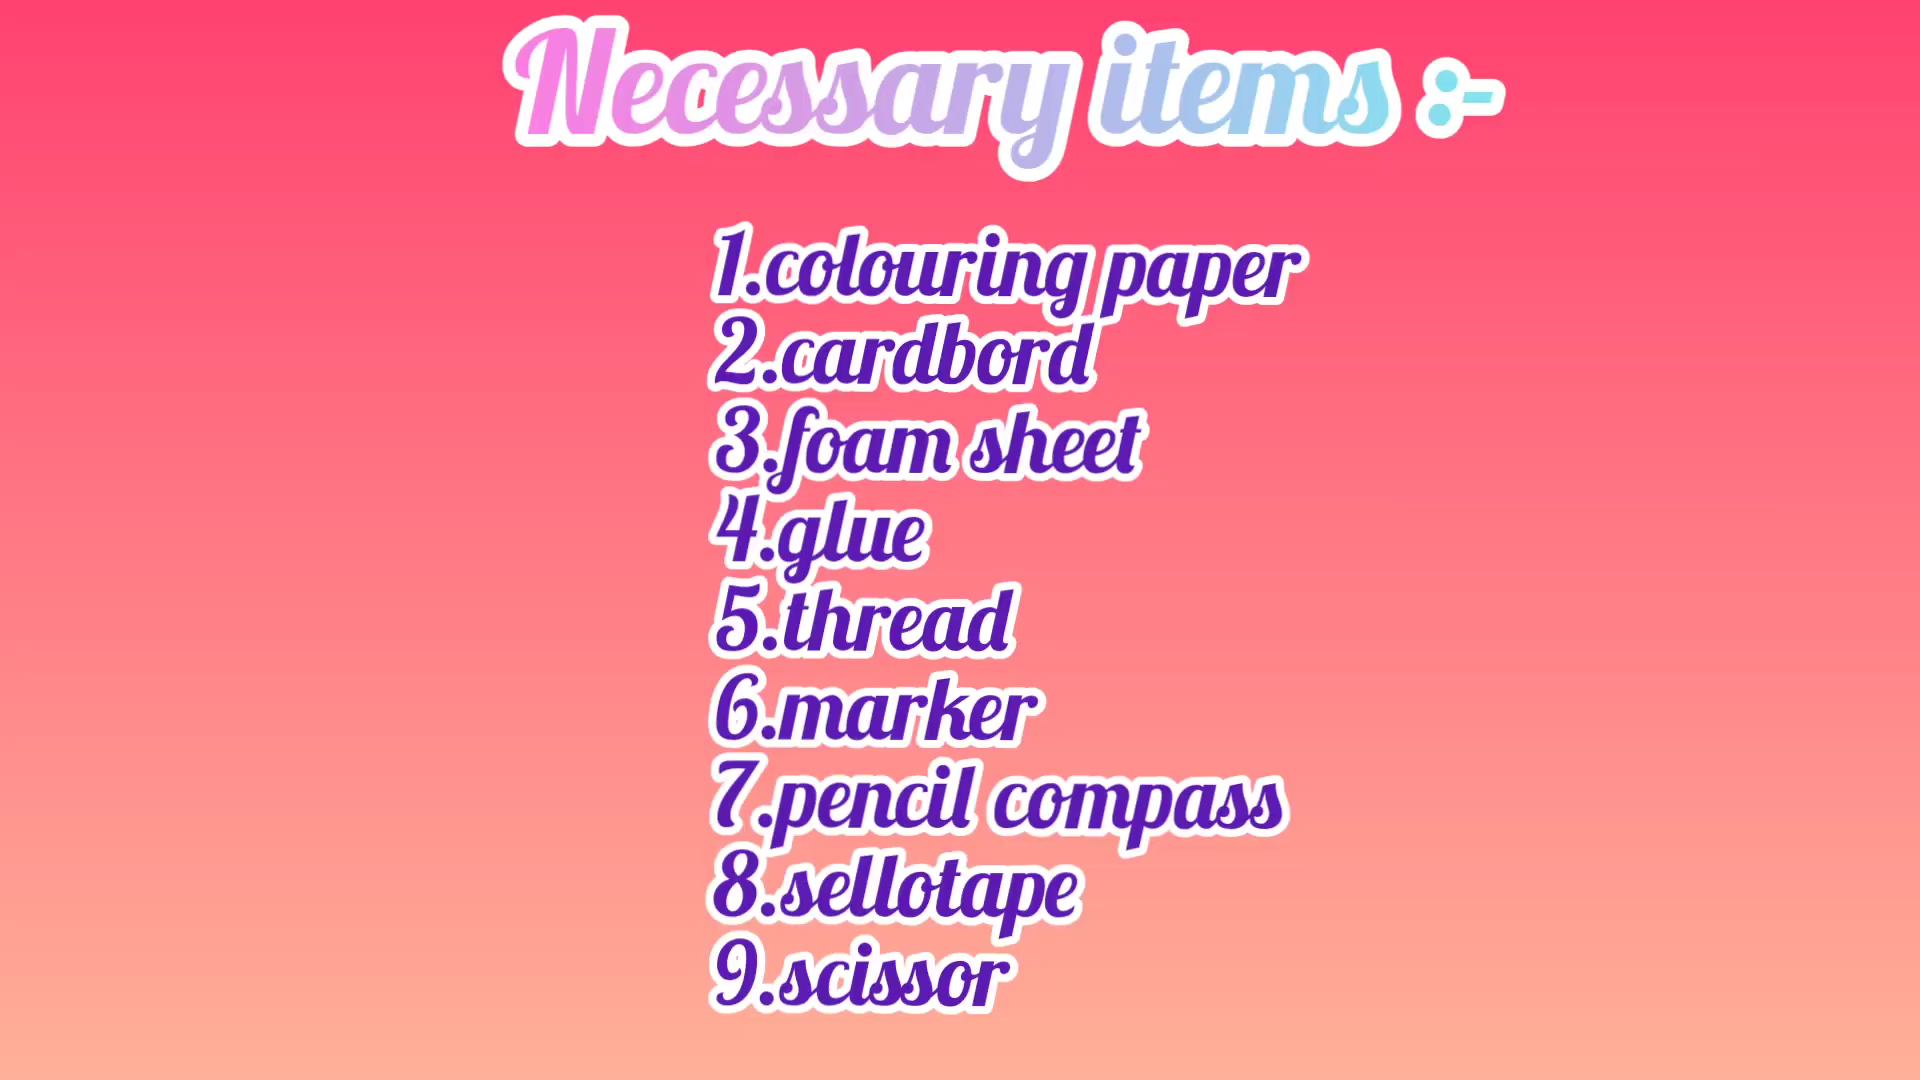 Necessary items :-
1.colouring paper
2.cardbord
3.foam sheet
4.glue
5.thread
6.marker
7.pencil compass
8.sellotape
9.scissor